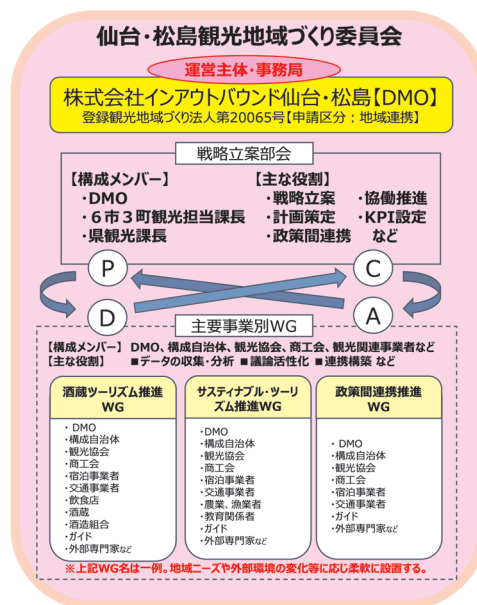 仙台・松島観光地域づくり委員会
運営主体・事務局
株式会社インアウトバウンド仙台・松島【DMO】
登録観光地域づくり法人第20065号【申請区分：地域連携】
戦略立案部会
【構成メンバー】
・DMO
・６市３町観光担当課長
・県観光課長
【主な役割】
・戦略立案 ・協働推進
・計画策定 ・KPI設定
・政策間連携 など
P
C
D
A
主要事業別WG
【構成メンバー】 DMO、構成自治体、観光協会、商工会、観光関連事業者など
【主な役割】 ■データの収集・分析 ■議論活性化 ■連携構築 など
酒蔵ツーリズム推進
WG
・DMO
・構成自治体
・観光協会
・商工会
・宿泊事業者
・交通事業者
・飲食店
・酒蔵
・酒造組合
・ガイド
・外部専門家など
サスティナブル・ツー
リズム推進WG
・DMO
・構成自治体
・観光協会
・商工会
・宿泊事業者
・交通事業者
・農業、漁業者
・教育関係者
・ガイド
・外部専門家など
政策間連携推進
WG
・DMO
・構成自治体
・観光協会
・商工会
・宿泊事業者
・交通事業者
・ガイド
・外部専門家など
※上記WG名は一例。地域ニーズや外部環境の変化等に応じ柔軟に設置する。